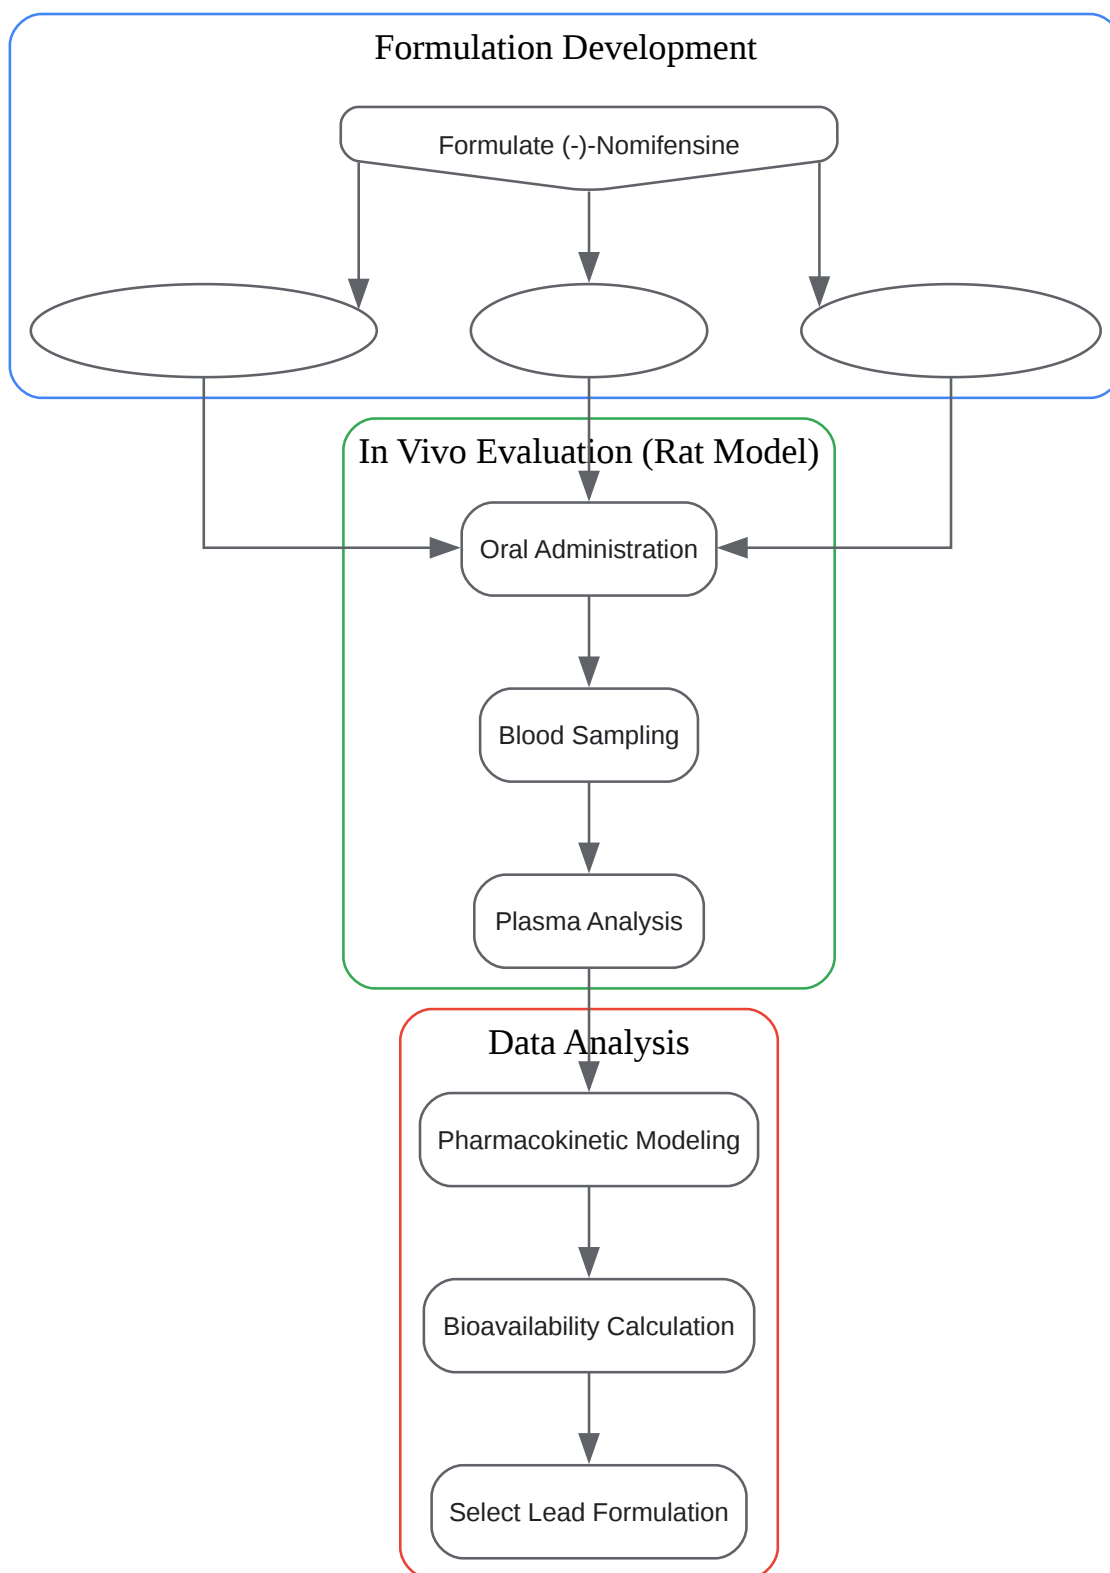 Formulation Development
Formulate (-)-Nomifensine
In Vivo Evaluation (Rat Model)
Oral Administration
Blood Sampling
Plasma Analysis
Data Analysis
Pharmacokinetic Modeling
Bioavailability Calculation
Select Lead Formulation